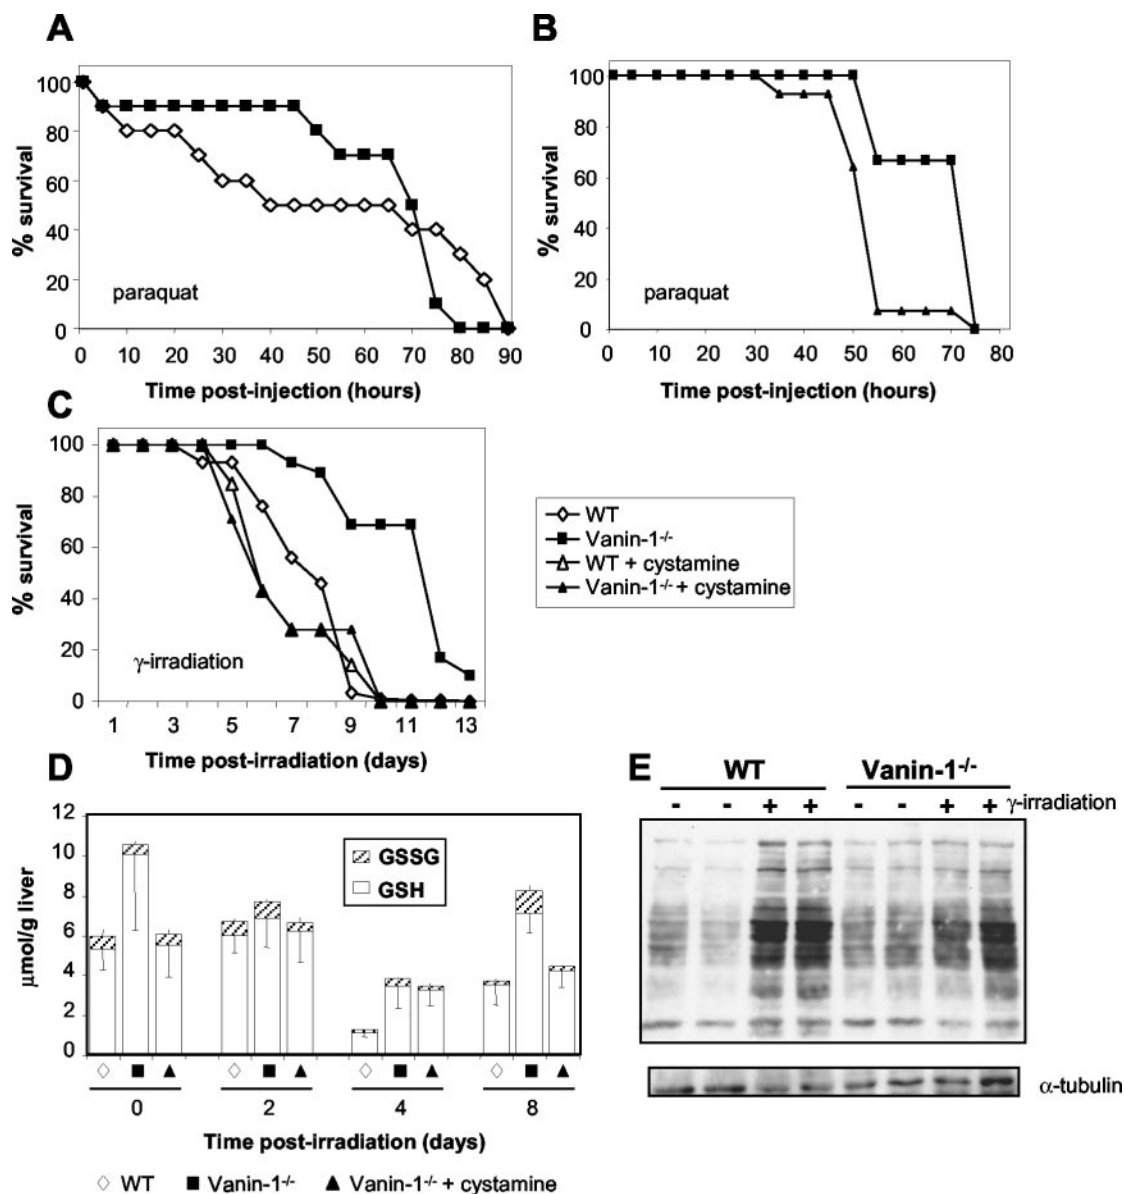 A
100
80
60
40
20
0
% survival
paraquat
0 10 20 30 40 50 60 70 80 90
Time post-injection (hours)
B
100
80
60
40
20
0
% survival
paraquat
0 10 20 30 40 50 60 70 80
Time post-injection (hours)
C
100
80
60
40
20
0
% survival
γ-irradiation
1 3 5 7 9 11 13
Time post-irradiation (days)
WT
Vanin-1-/-
WT + cystamine
Vanin-1-/- + cystamine
D
12
10
8
6
4
2
0
μmol/g liver
GSSG
GSH
0 2 4 8
Time post-irradiation (days)
WT Vanin-1-/- Vanin-1-/- + cystamine
E
WT Vanin-1-/-
- - + + - - + + γ-irradiation
α-tubulin